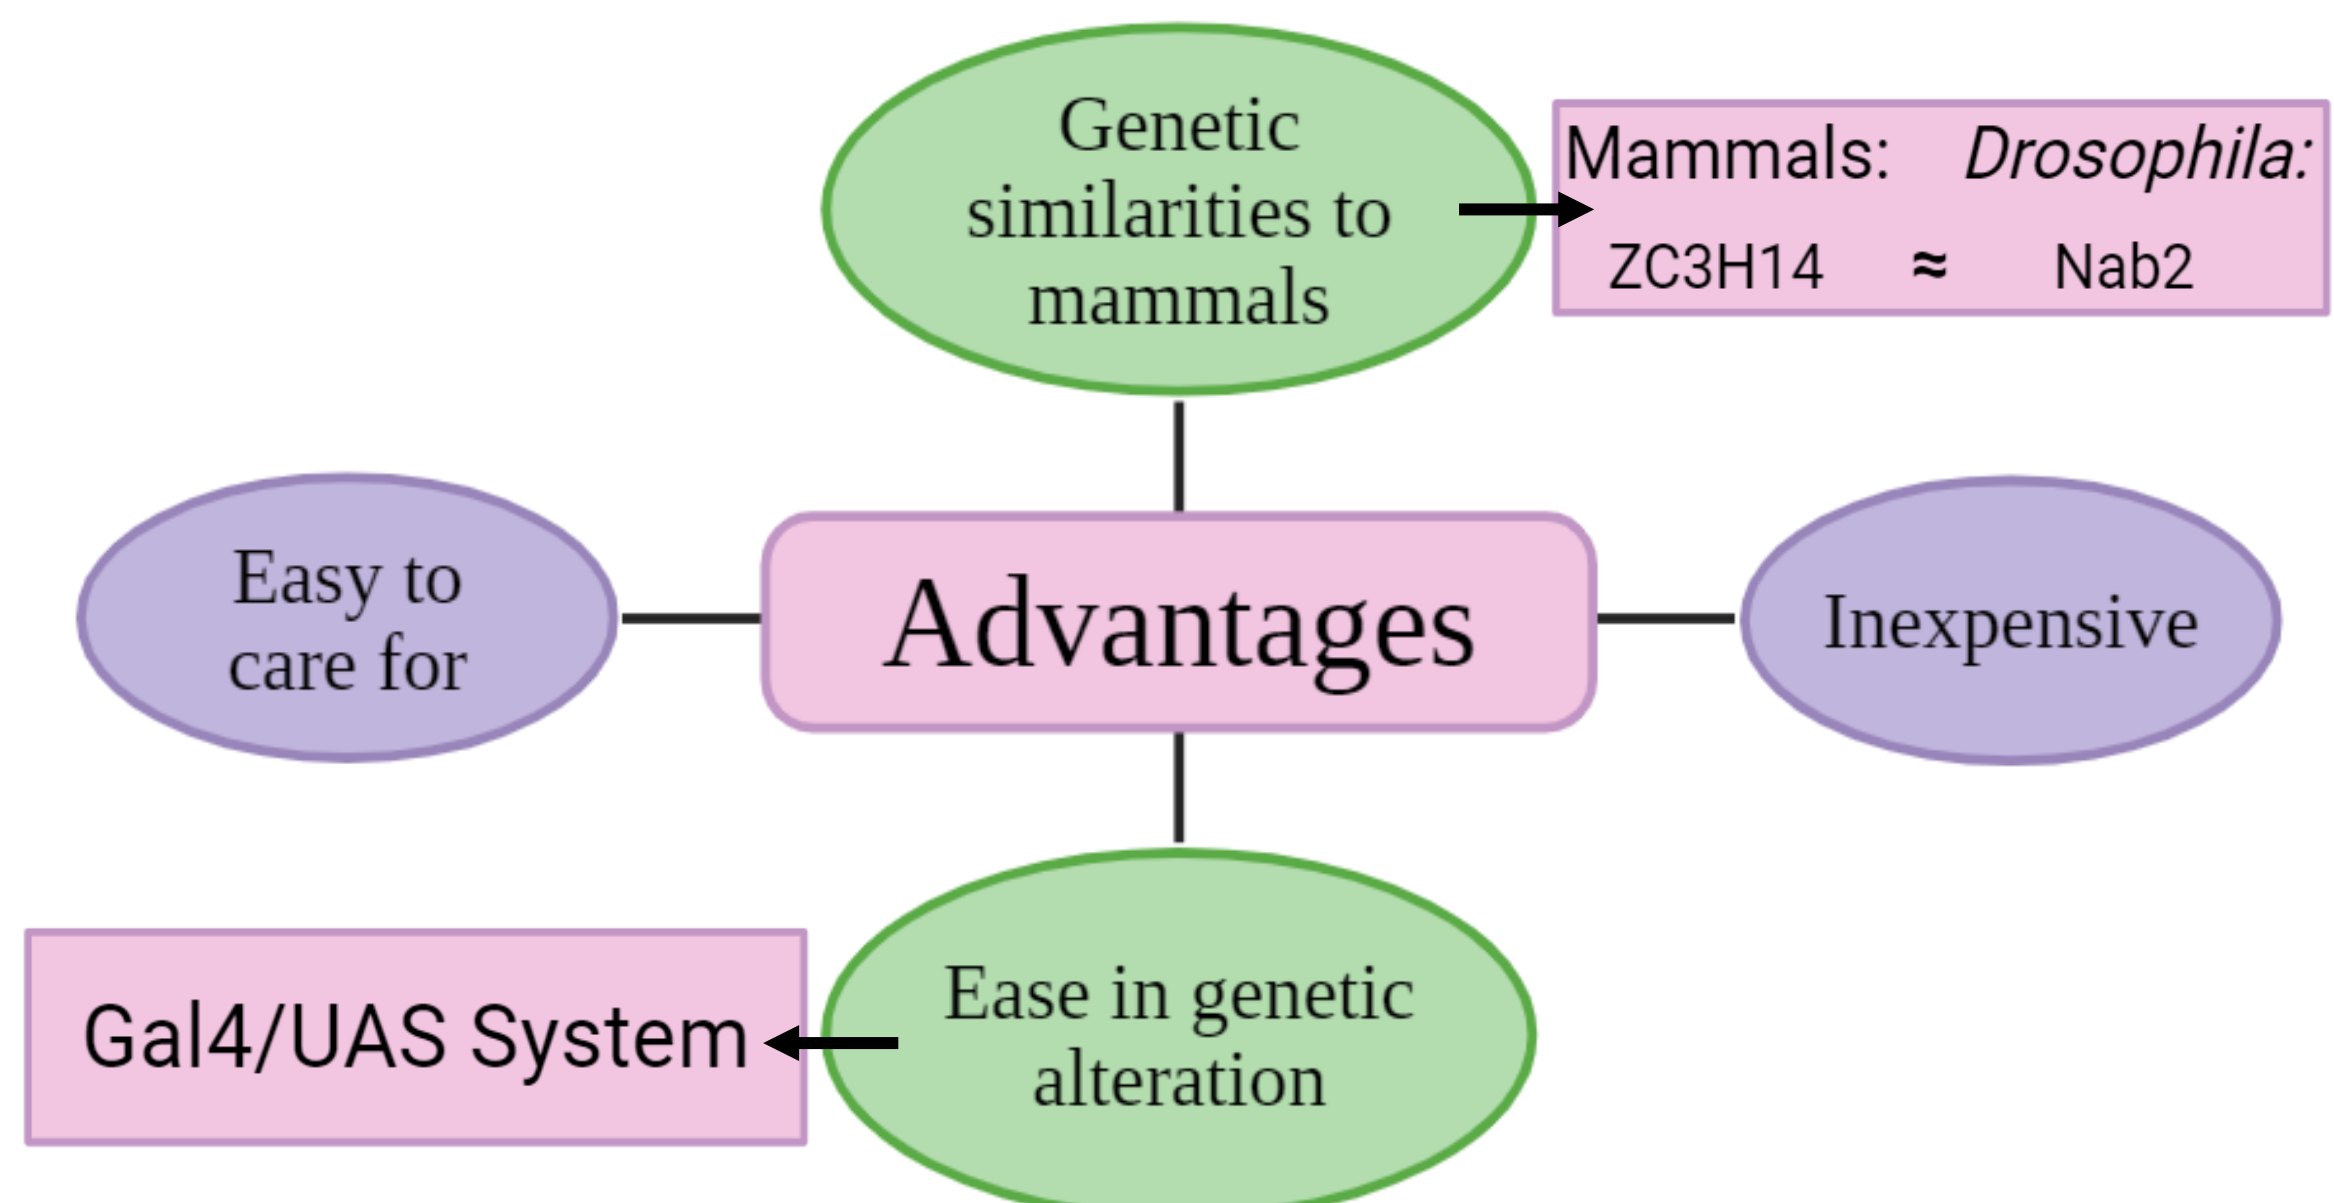 Genetic
similarities to
mammals
Mammals: Drosophila:
ZC3H14 ≈ Nab2
Easy to
care for
Advantages
Inexpensive
Gal4/UAS System
Ease in genetic
alteration